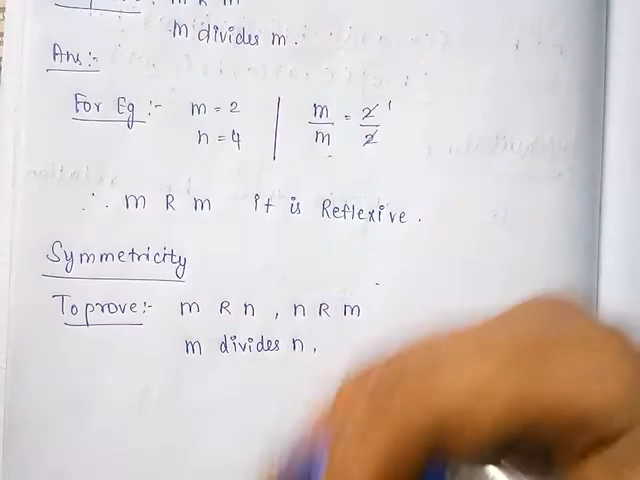 m R m
m divides m.
Ans:-
For Eg:- m = 2 | m/m = 2/2 1
n = 4
∴ m R m It is Reflexive.
Symmetricity
To prove:- m R n, n R m
m divides n,